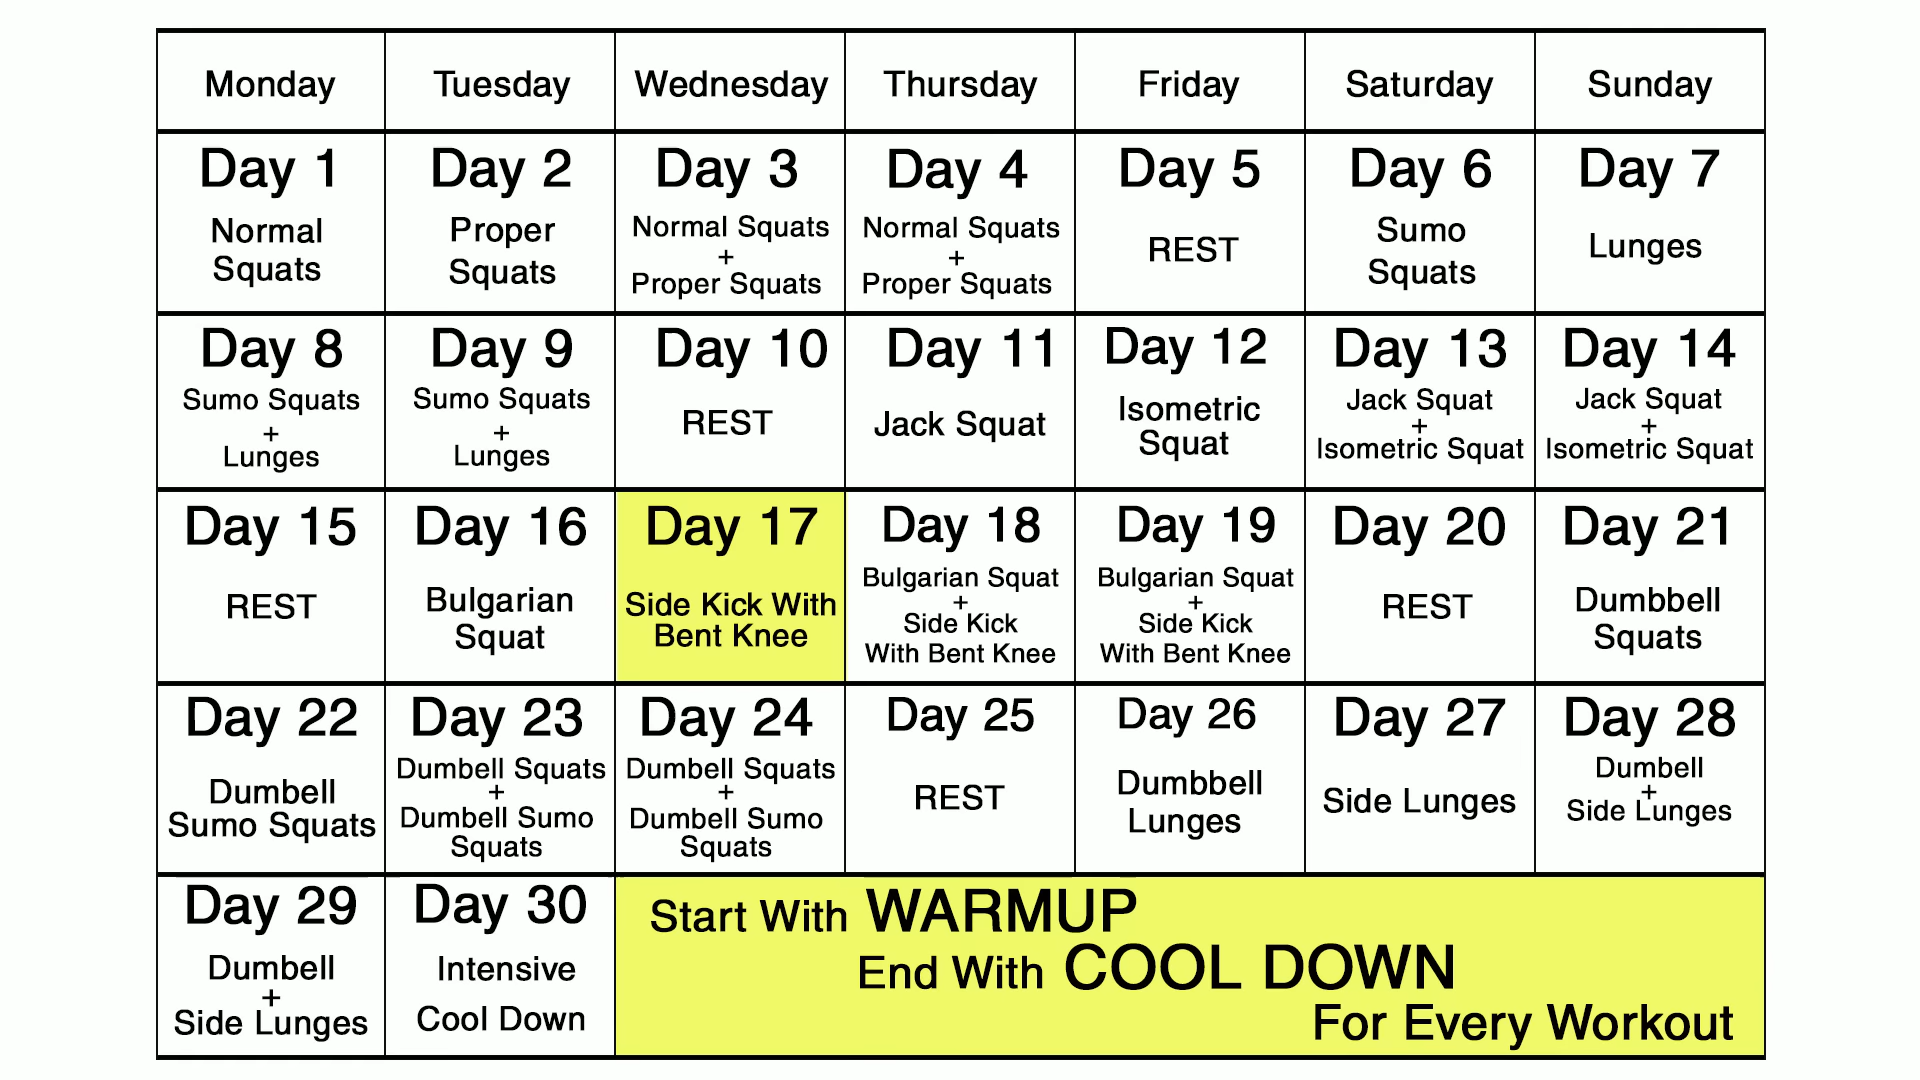 Monday Tuesday Wednesday Thursday Friday Saturday Sunday
Day 1
Normal
Squats
Day 2
Proper
Squats
Day 3
Normal Squats
+
Proper Squats
Day 4
Normal Squats
+
Proper Squats
Day 5
REST
Day 6
Sumo
Squats
Day 7
Lunges
Day 8
Sumo Squats
+
Lunges
Day 9
Sumo Squats
+
Lunges
Day 10
REST
Day 11
Jack Squat
Day 12
Isometric
Squat
Day 13
Jack Squat
+
Isometric Squat
Day 14
Jack Squat
+
Isometric Squat
Day 15
REST
Day 16
Bulgarian
Squat
Day 17
Side Kick With
Bent Knee
Day 18
Bulgarian Squat
+
Side Kick
With Bent Knee
Day 19
Bulgarian Squat
+
Side Kick
With Bent Knee
Day 20
REST
Day 21
Dumbbell
Squats
Day 22
Dumbell
Sumo Squats
Day 23
Dumbell Squats
+
Dumbell Sumo
Squats
Day 24
Dumbell Squats
+
Dumbell Sumo
Squats
Day 25
REST
Day 26
Dumbbell
Lunges
Day 27
Side Lunges
Day 28
Dumbell
+
Side Lunges
Day 29
Dumbell
+
Side Lunges
Day 30
Intensive
Cool Down
Start With WARMUP
End With COOL DOWN
For Every Workout